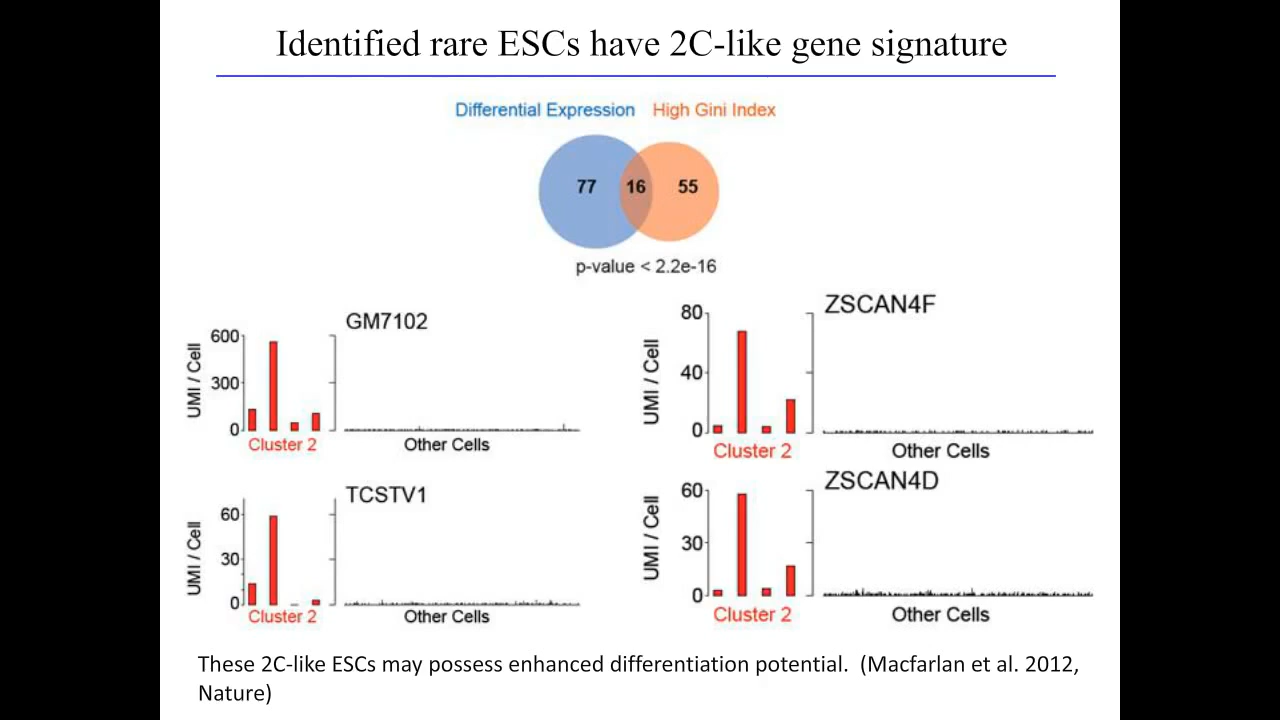 Identified rare ESCs have 2C-like gene signature
Differential Expression High Gini Index
77 16 55
p-value < 2.2e-16
GM7102
UMI / Cell
600
300
0
Cluster 2
Other Cells
ZSCAN4F
UMI / Cell
80
40
0
Cluster 2
Other Cells
TCSTV1
UMI / Cell
60
30
0
Cluster 2
Other Cells
ZSCAN4D
UMI / Cell
60
30
0
Cluster 2
Other Cells
These 2C-like ESCs may possess enhanced differentiation potential. (Macfarlan et al. 2012,
Nature)